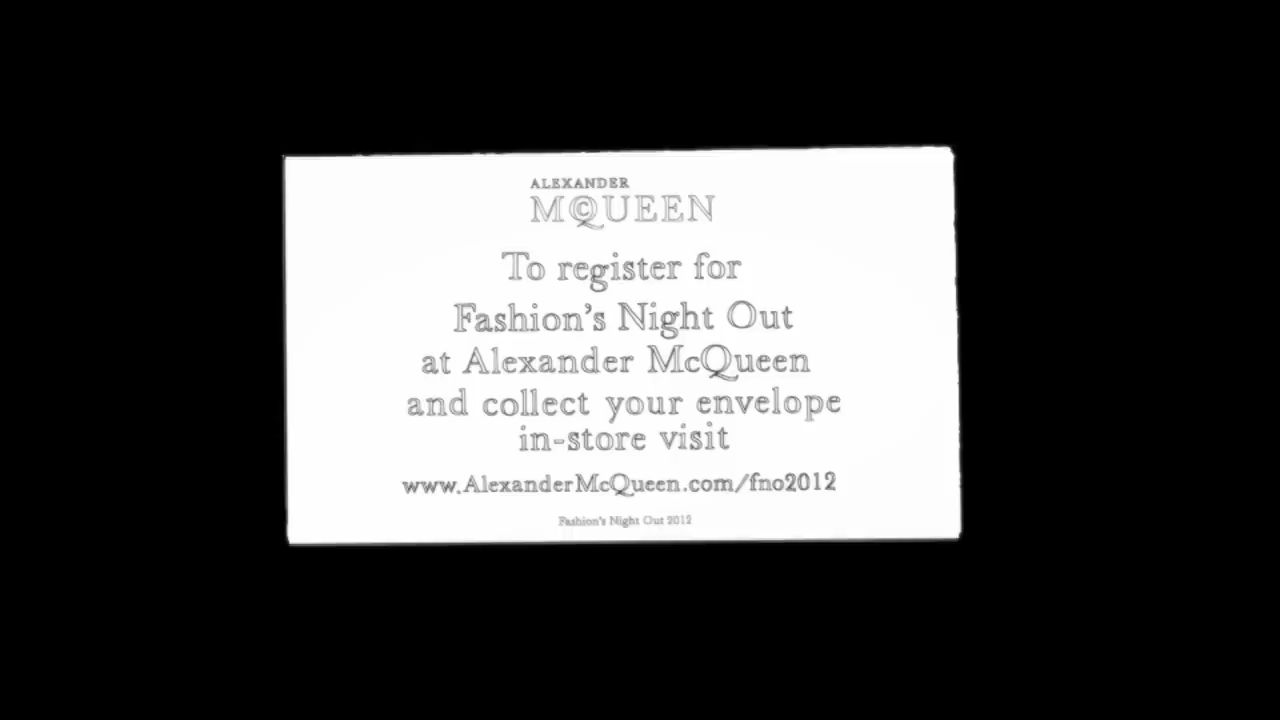 ALEXANDER
MCQUEEN
To register for
Fashion's Night Out
at Alexander McQueen
and collect your envelope
in-store visit
www.AlexanderMcQueen.com/fno2012
Fashion's Night Out 2012